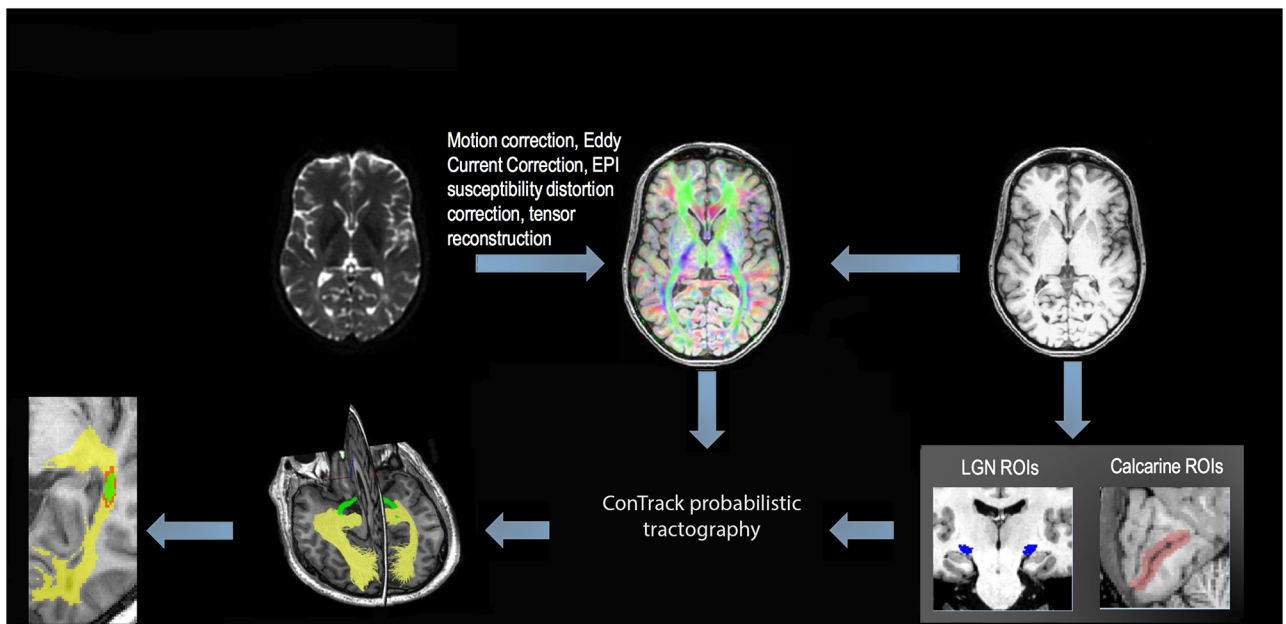 Motion correction, Eddy
Current Correction, EPI
susceptibility distortion
correction, tensor
reconstruction
LGN ROIs
Calcarine ROIs
ConTrack probabilistic
tractography